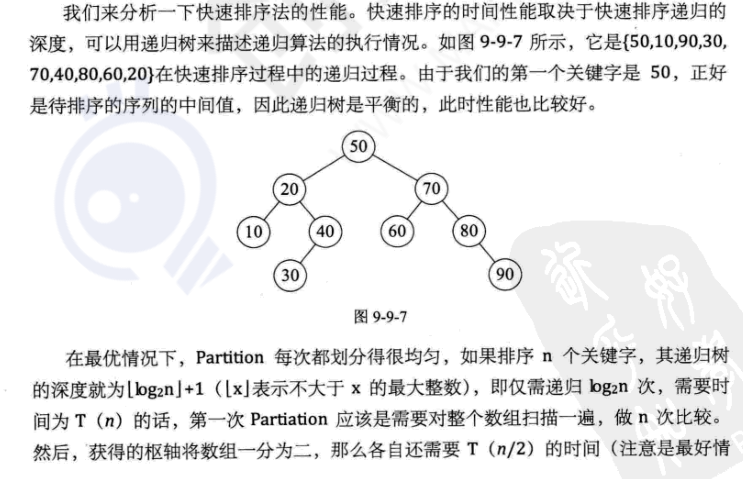 我们来分析一下快速排序法的性能。快速排序的时间性能取决于快速排序递归的
深度，可以用递归树来描述递归算法的执行情况。如图 9-9-7 所示，它是{50,10,90,30,
70,40,80,60,20}在快速排序过程中的递归过程。由于我们的第一个关键字是 50，正好
是待排序的序列的中间值，因此递归树是平衡的，此时性能也比较好。
50
20 70
10 40 60 80
30 90
图 9-9-7
在最优情况下，Partition 每次都划分得很均匀，如果排序 n 个关键字，其递归树
的深度就为⌊log₂n⌋+1（⌊x⌋表示不大于 x 的最大整数），即仅需递归 log₂n 次，需要时
间为 T（n）的话，第一次 Partiation 应该是需要对整个数组扫描一遍，做 n 次比较。
然后，获得的枢轴将数组一分为二，那么各自还需要 T（n/2）的时间（注意是最好情